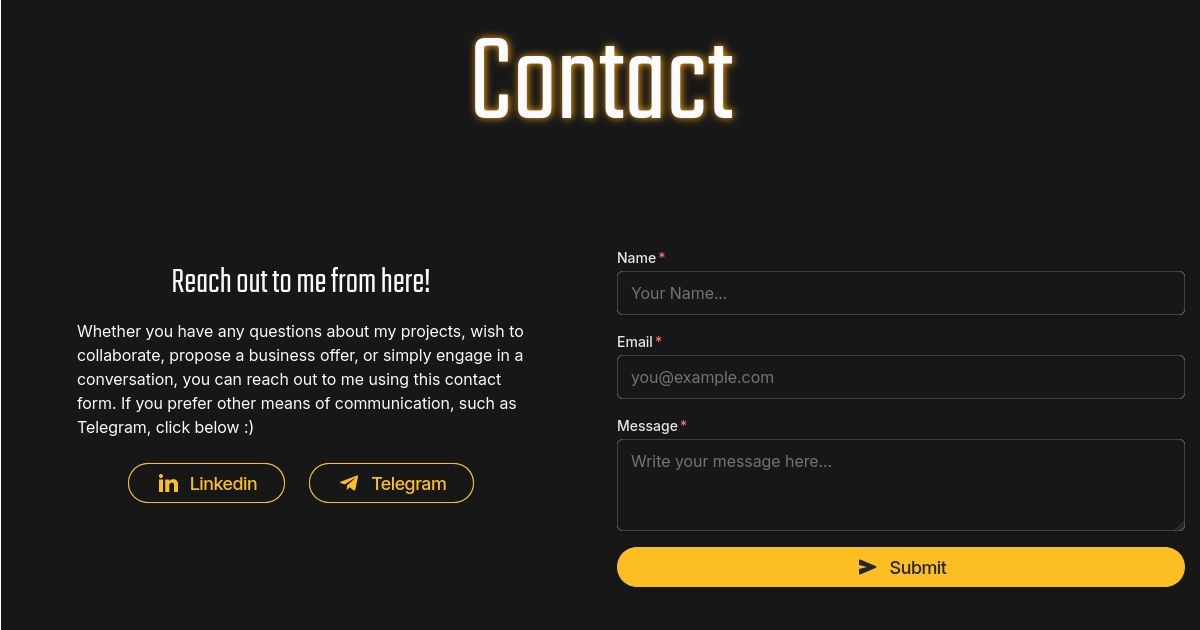 Contact
Reach out to me from here!
Whether you have any questions about my projects, wish to
collaborate, propose a business offer, or simply engage in a
conversation, you can reach out to me using this contact
form. If you prefer other means of communication, such as
Telegram, click below :)
Linkedin
Telegram
Name *
Your Name...
Email *
you@example.com
Message *
Write your message here...
Submit